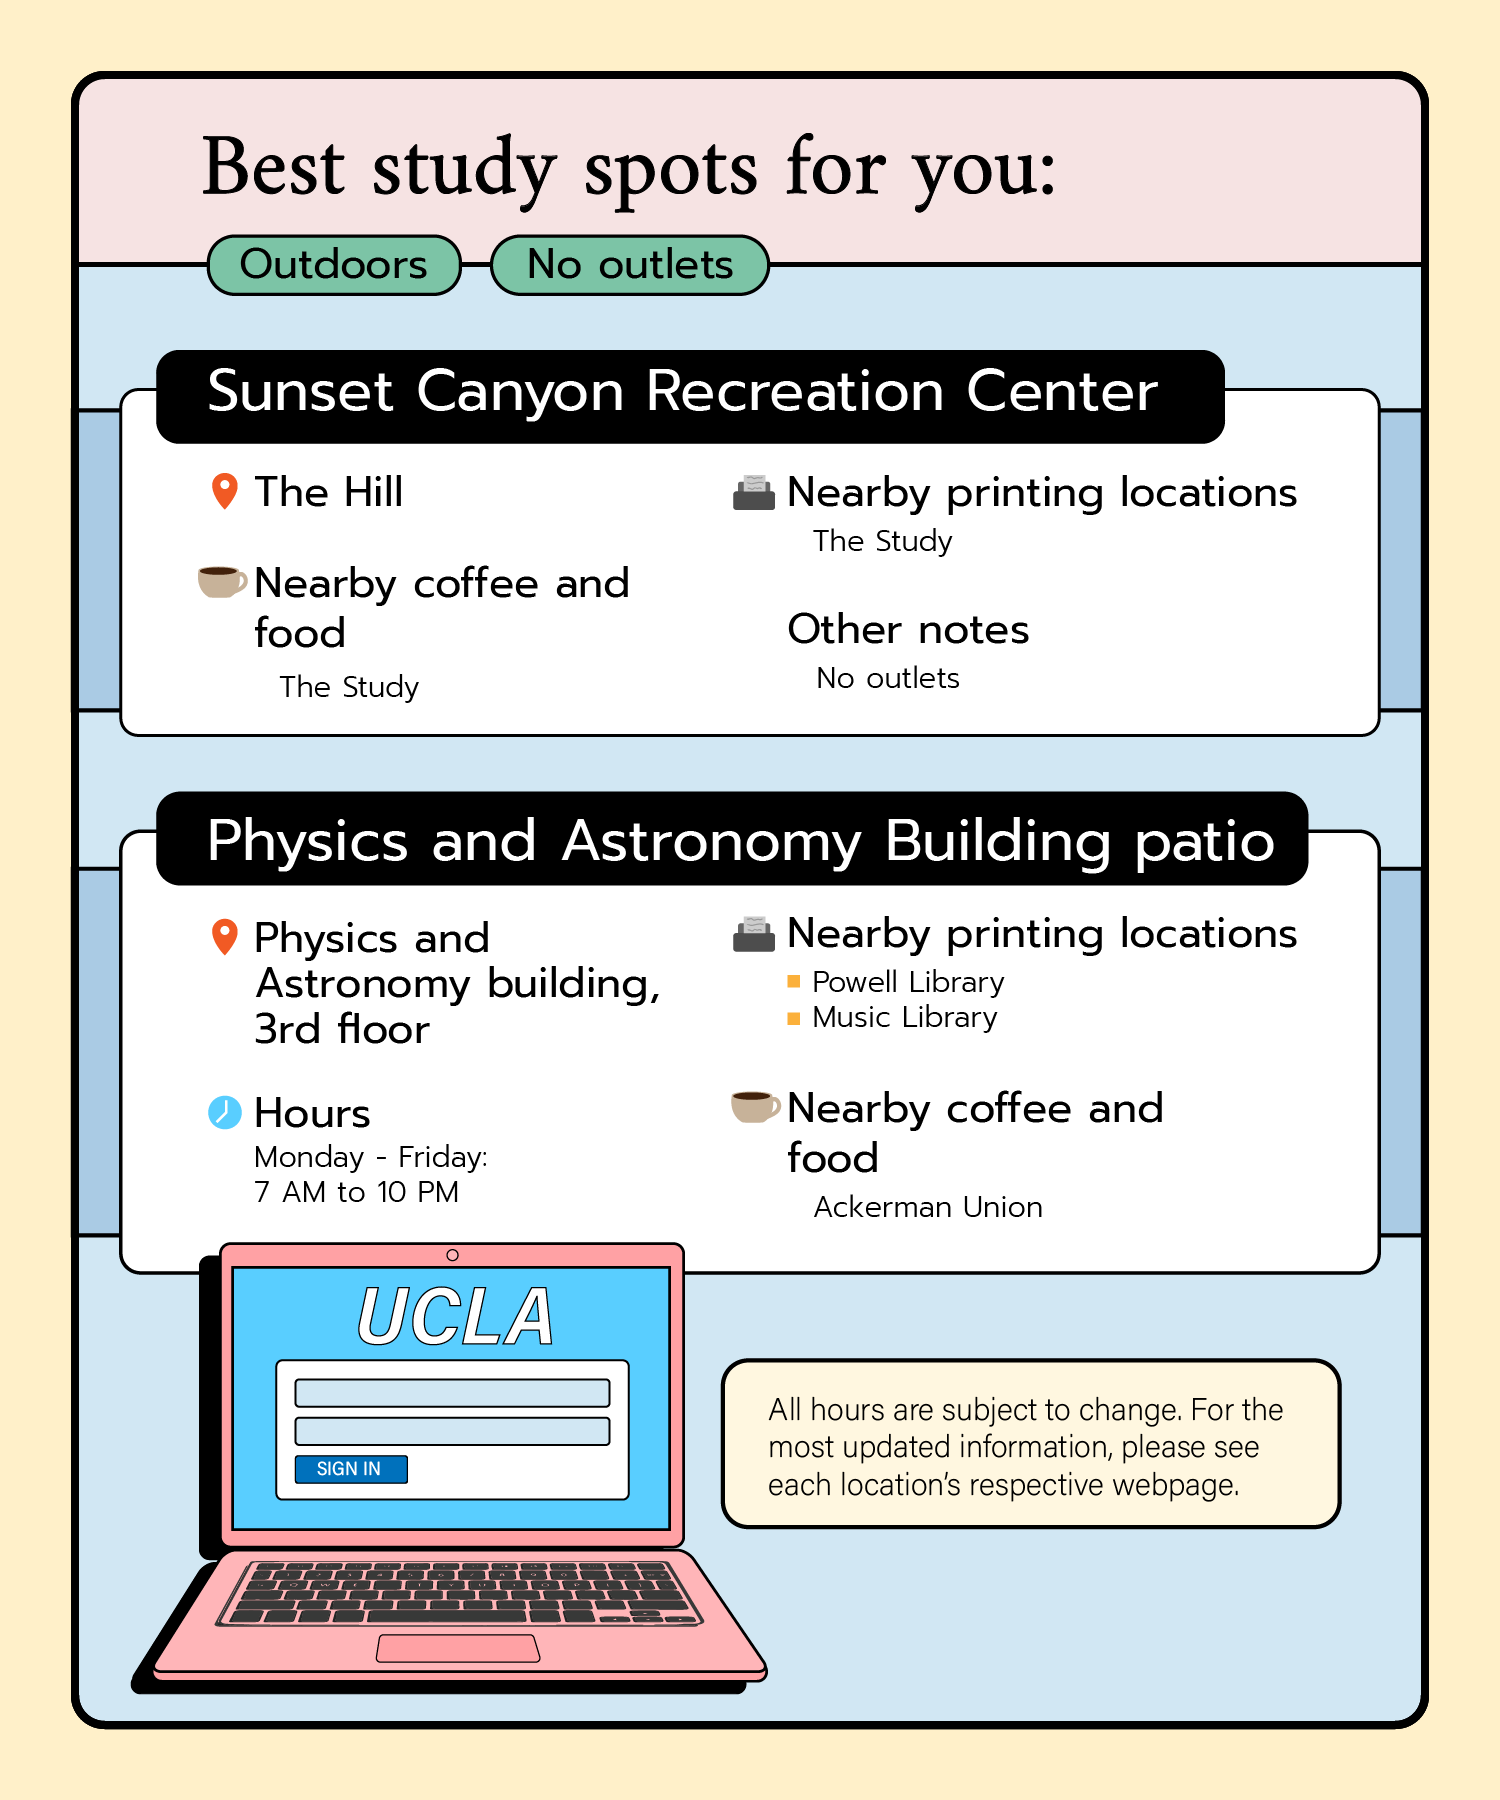 Best study spots for you:
Outdoors
No outlets
Sunset Canyon Recreation Center
The Hill
Nearby coffee and
food
The Study
Nearby printing locations
The Study
Other notes
No outlets
Physics and Astronomy Building patio
Physics and
Astronomy building,
3rd floor
Hours
Monday - Friday:
7 AM to 10 PM
Nearby printing locations
Powell Library
Music Library
Nearby coffee and
food
Ackerman Union
UCLA
SIGN IN
All hours are subject to change. For the
most updated information, please see
each location's respective webpage.